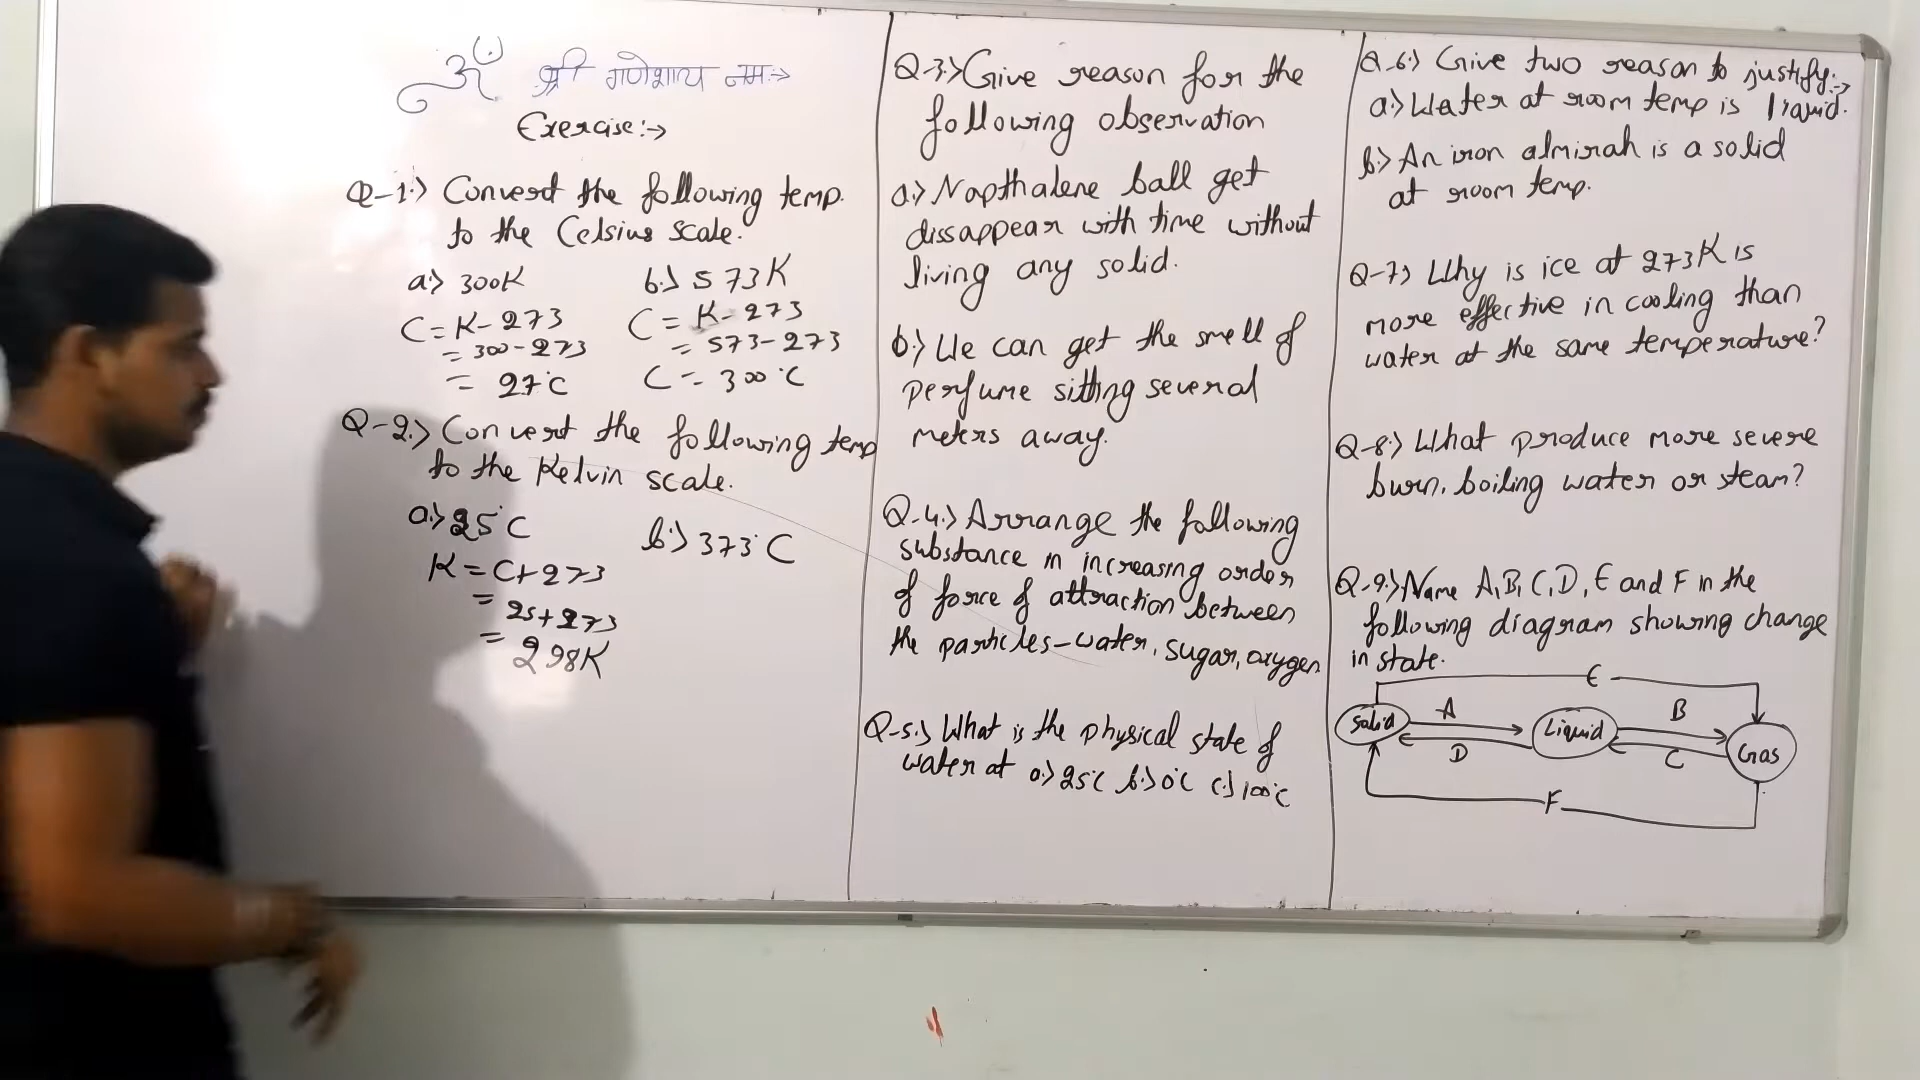 ॐ श्री गणेशाय नमः→
Exercise:→
Q-1:> Convert the following temp.
to the Celsius scale.
a:> 300K
b:> 573K
C = K - 273
= 300 - 273
= 27°C
C = K - 273
= 573 - 273
C = 300°C
Q-2:> Convert the following temp
to the Kelvin scale.
a:> 25°C
b:> 373°C
K = C + 273
= 25 + 273
= 298K
Q-3:> Give reason for the
following observation
a:> Napthalene ball get
dissappear with time without
living any solid.
b:> We can get the smell of
perfume sitting several
meters away.
Q-4:> Arrange the following
substance in increasing order
of force of attraction between
the particles-water, sugar, oxygen
Q-5:> What is the physical state of
water at a:> 25°C b:> 0°C c:> 100°C
Q-6:> Give two reason to justify:→
a:> Water at room temp is liquid.
b:> An iron almirah is a solid
at room temp.
Q-7> Why is ice at 273K is
more effective in cooling than
water at the same temperature?
Q-8:> What produce more severe
burn, boiling water or steam?
Q-9:> Name A, B, C, D, E and F in the
following diagram showing change
in state.
E
Solid A Liquid B Gas
D C
F